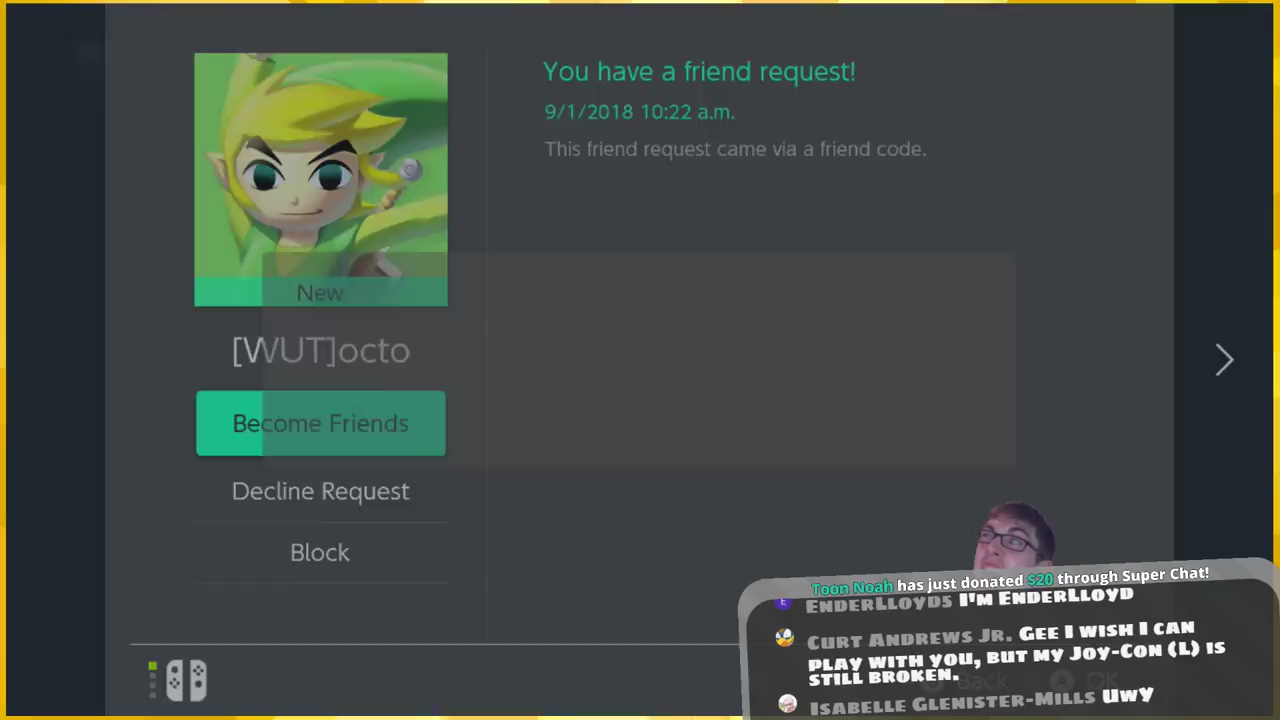 You have a friend request!
9/1/2018 10:22 a.m.
This friend request came via a friend code.
New
[WUT]octo
Become Friends
Decline Request
Block
Toon Noah has just donated $20 through Super Chat!
E
EnderLloyd5 I'm EnderLloyd
Curt Andrews Jr. Gee I wish I can
play with you, but my Joy-Con (L) is
still broken.
Isabelle Glenister-Mills Uwy
Back
OK